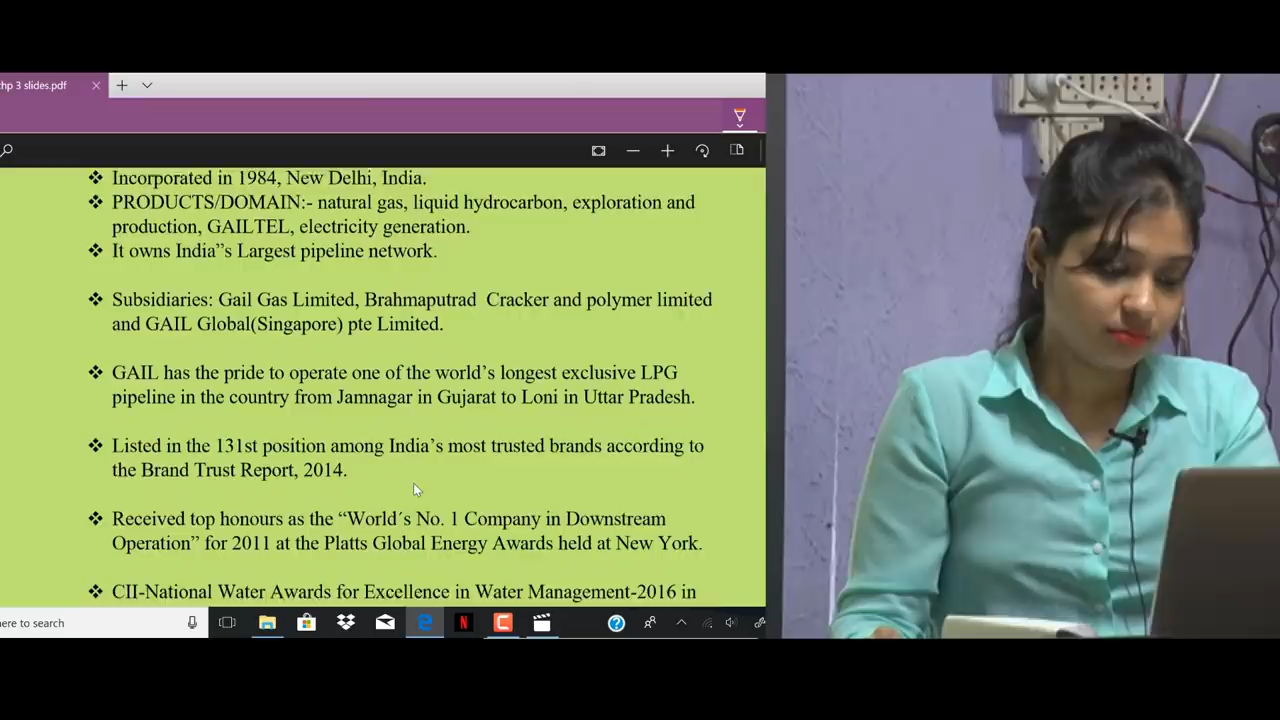 hp 3 slides.pdf
❖ Incorporated in 1984, New Delhi, India.
❖ PRODUCTS/DOMAIN:- natural gas, liquid hydrocarbon, exploration and
production, GAILTEL, electricity generation.
❖ It owns India"s Largest pipeline network.
❖ Subsidiaries: Gail Gas Limited, Brahmaputrad Cracker and polymer limited
and GAIL Global(Singapore) pte Limited.
❖ GAIL has the pride to operate one of the world's longest exclusive LPG
pipeline in the country from Jamnagar in Gujarat to Loni in Uttar Pradesh.
❖ Listed in the 131st position among India's most trusted brands according to
the Brand Trust Report, 2014.
❖ Received top honours as the “World´s No. 1 Company in Downstream
Operation” for 2011 at the Platts Global Energy Awards held at New York.
❖ CII-National Water Awards for Excellence in Water Management-2016 in
ere to search